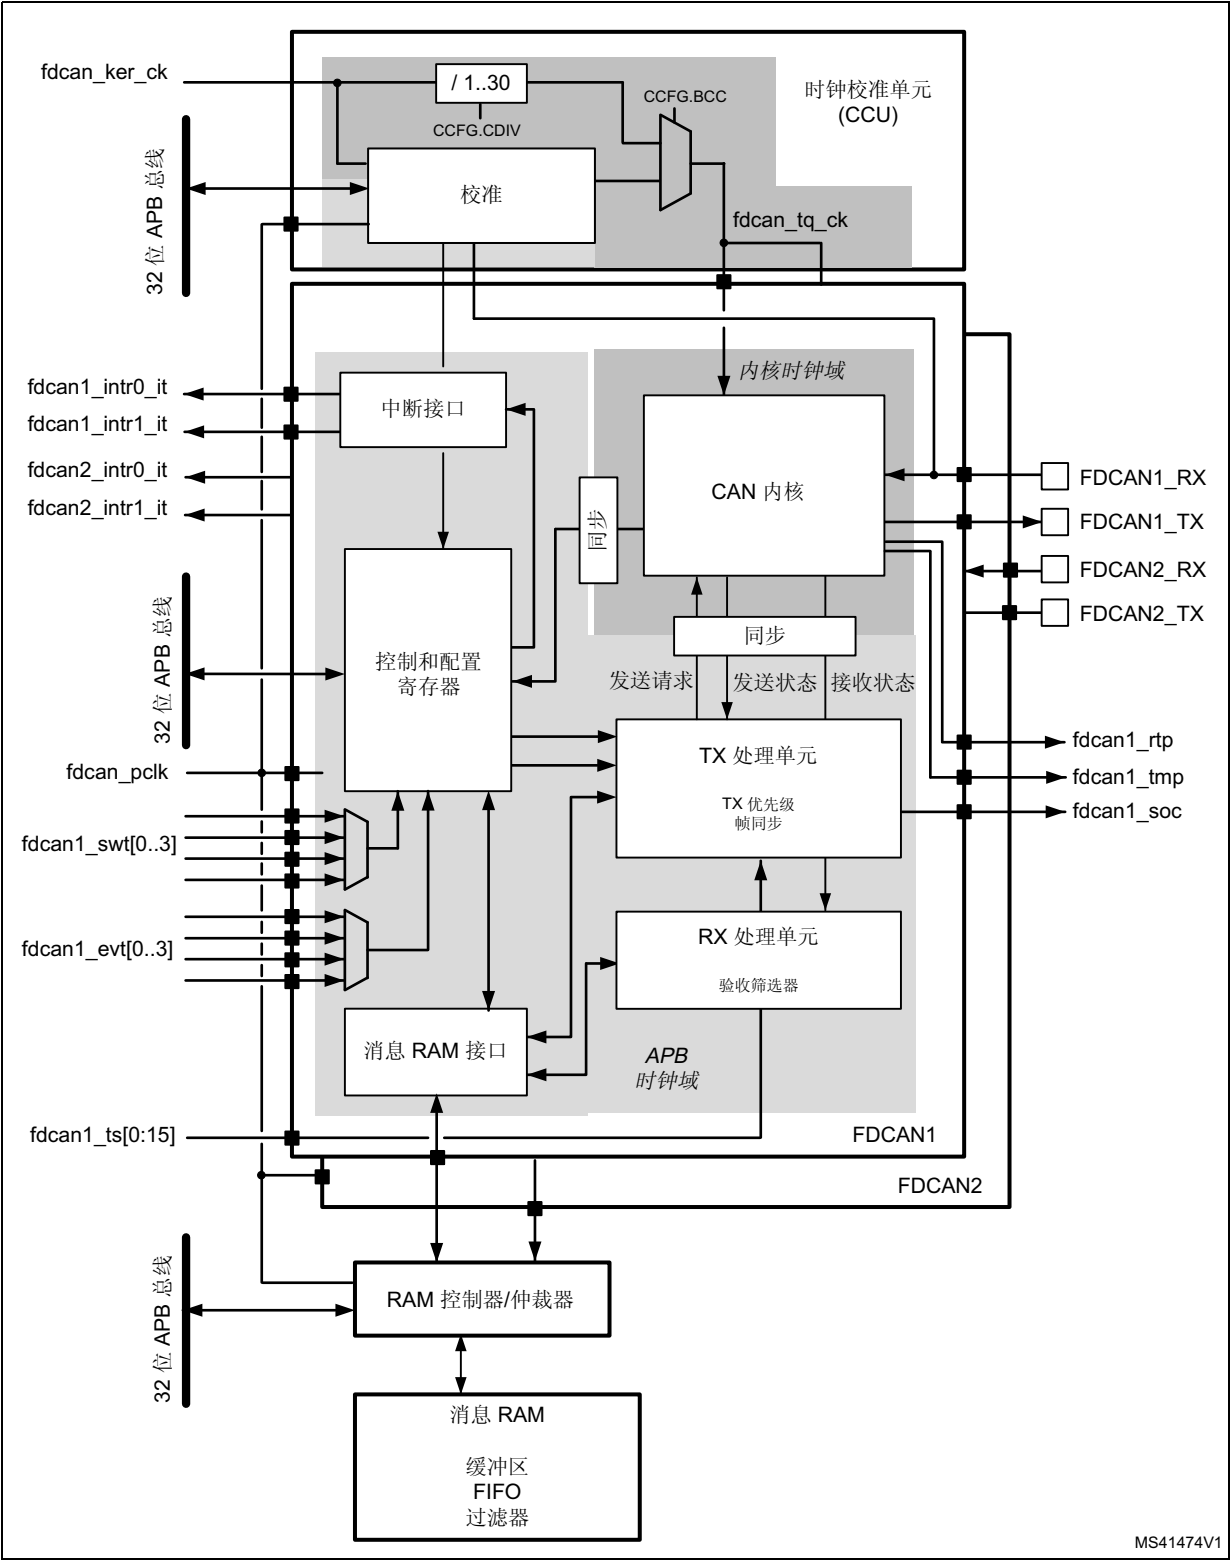 fdcan_ker_ck
/ 1..30
CCFG.CDIV
CCFG.BCC
时钟校准单元
(CCU)
32 位 APB 总线
校准
fdcan_tq_ck
内核时钟域
fdcan1_intr0_it
fdcan1_intr1_it
fdcan2_intr0_it
fdcan2_intr1_it
中断接口
CAN 内核
同步
FDCAN1_RX
FDCAN1_TX
FDCAN2_RX
FDCAN2_TX
同步
32 位 APB 总线
控制和配置
寄存器
发送请求
发送状态
接收状态
TX 处理单元
TX 优先级
帧同步
fdcan1_rtp
fdcan1_tmp
fdcan1_soc
fdcan_pclk
fdcan1_swt[0..3]
fdcan1_evt[0..3]
RX 处理单元
验收筛选器
消息 RAM 接口
APB
时钟域
fdcan1_ts[0:15]
FDCAN1
FDCAN2
32 位 APB 总线
RAM 控制器/仲裁器
消息 RAM
缓冲区
FIFO
过滤器
MS41474V1